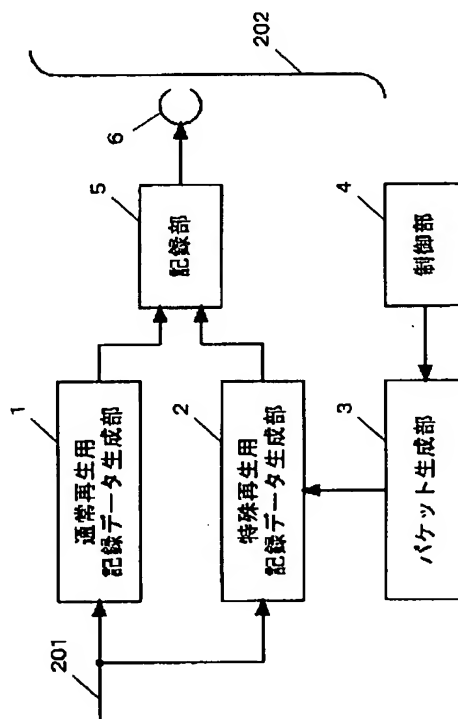 201
1
通常再生用
記録データ生成部
2
特殊再生用
記録データ生成部
3
パケット生成部
4
制御部
5
記録部
6
202